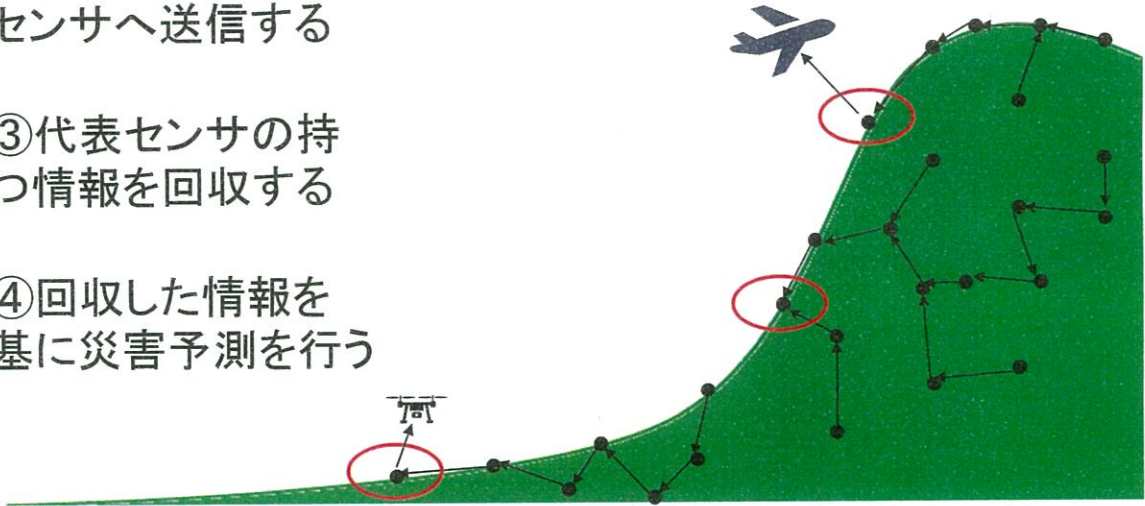 センサへ送信する
③代表センサの持
つ情報を回収する
④回収した情報を
基に災害予測を行う